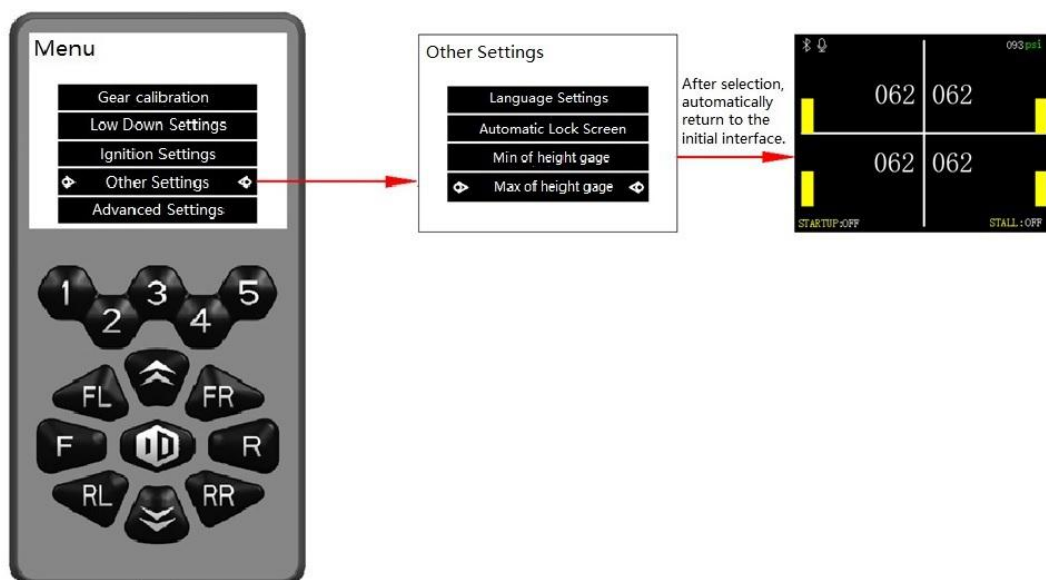 Menu
Gear calibration
Low Down Settings
Ignition Settings
Other Settings
Advanced Settings
1
2
3
4
5
FL
FR
F
R
RL
RR
Other Settings
Language Settings
Automatic Lock Screen
Min of height gage
Max of height gage
After selection,
automatically
return to the
initial interface.
093psi
062 062
062 062
STARTUP:OFF
STALL:OFF